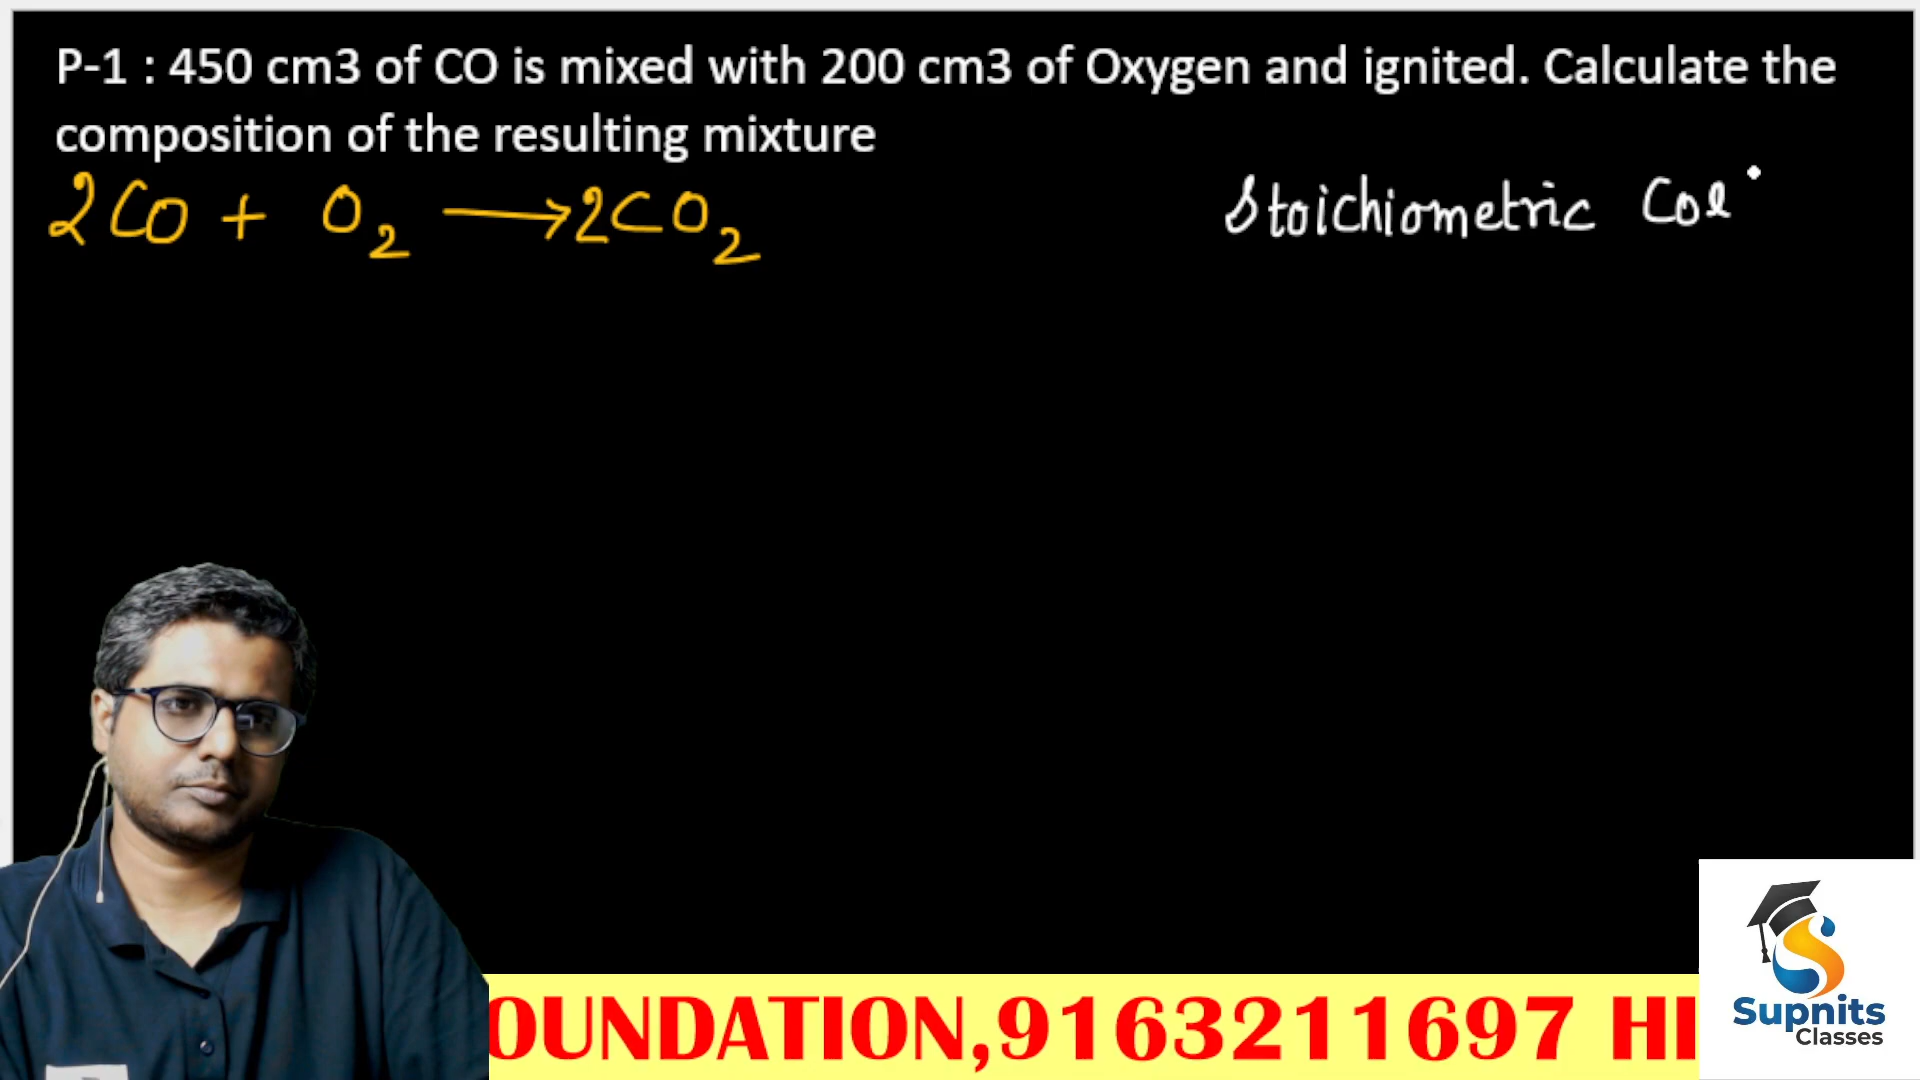 P-1 : 450 cm3 of CO is mixed with 200 cm3 of Oxygen and ignited. Calculate the
composition of the resulting mixture
2CO + O2 → 2CO2
Stoichiometric Coe
OUNDATION,9163211697 HI
Supnits
Classes